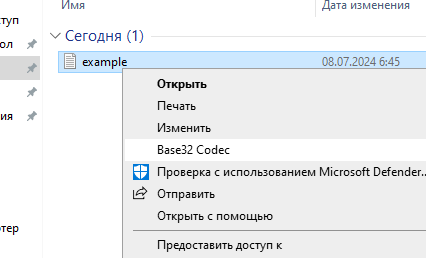 Имя Дата изменения
ступ
Сегодня (1)
ол
example 08.07.2024 6:45
Открыть
Печать
ия Изменить
Base32 Codec
Проверка с использованием Microsoft Defender...
Отправить
Открыть с помощью
тер
Предоставить доступ к